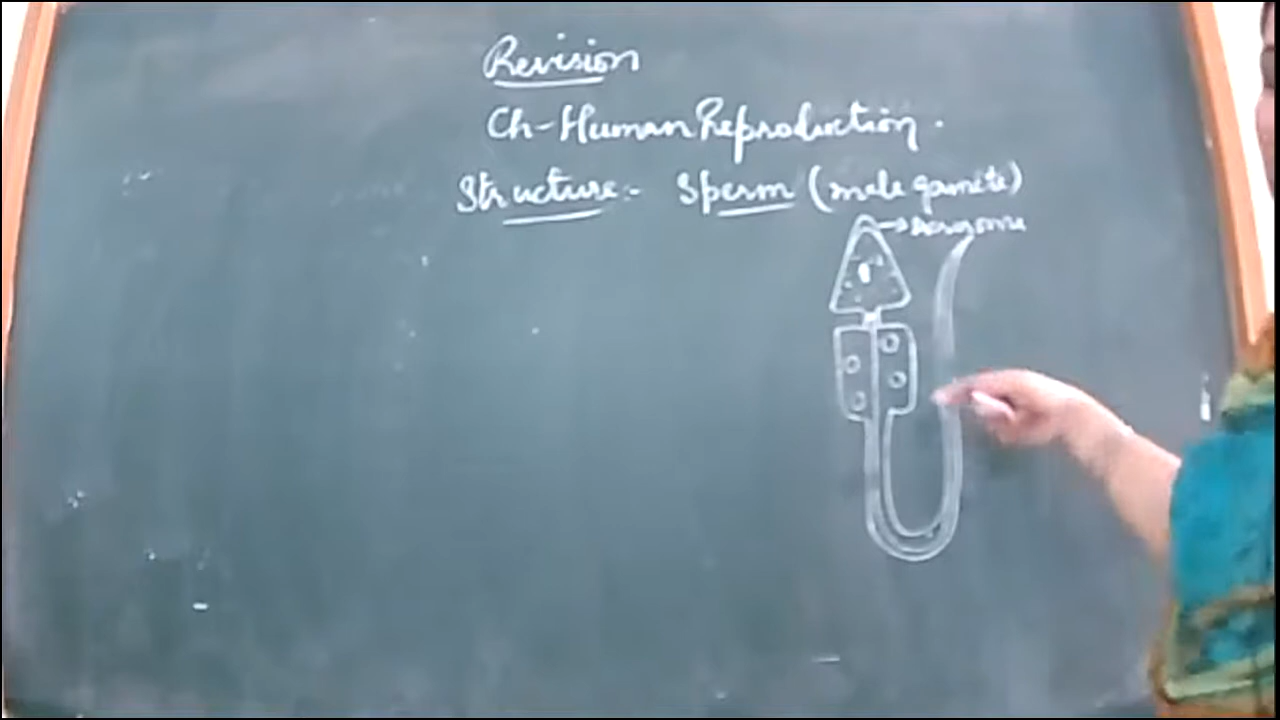 Revision
Ch-Human Reproduction.
Structure:- Sperm (male gamete)